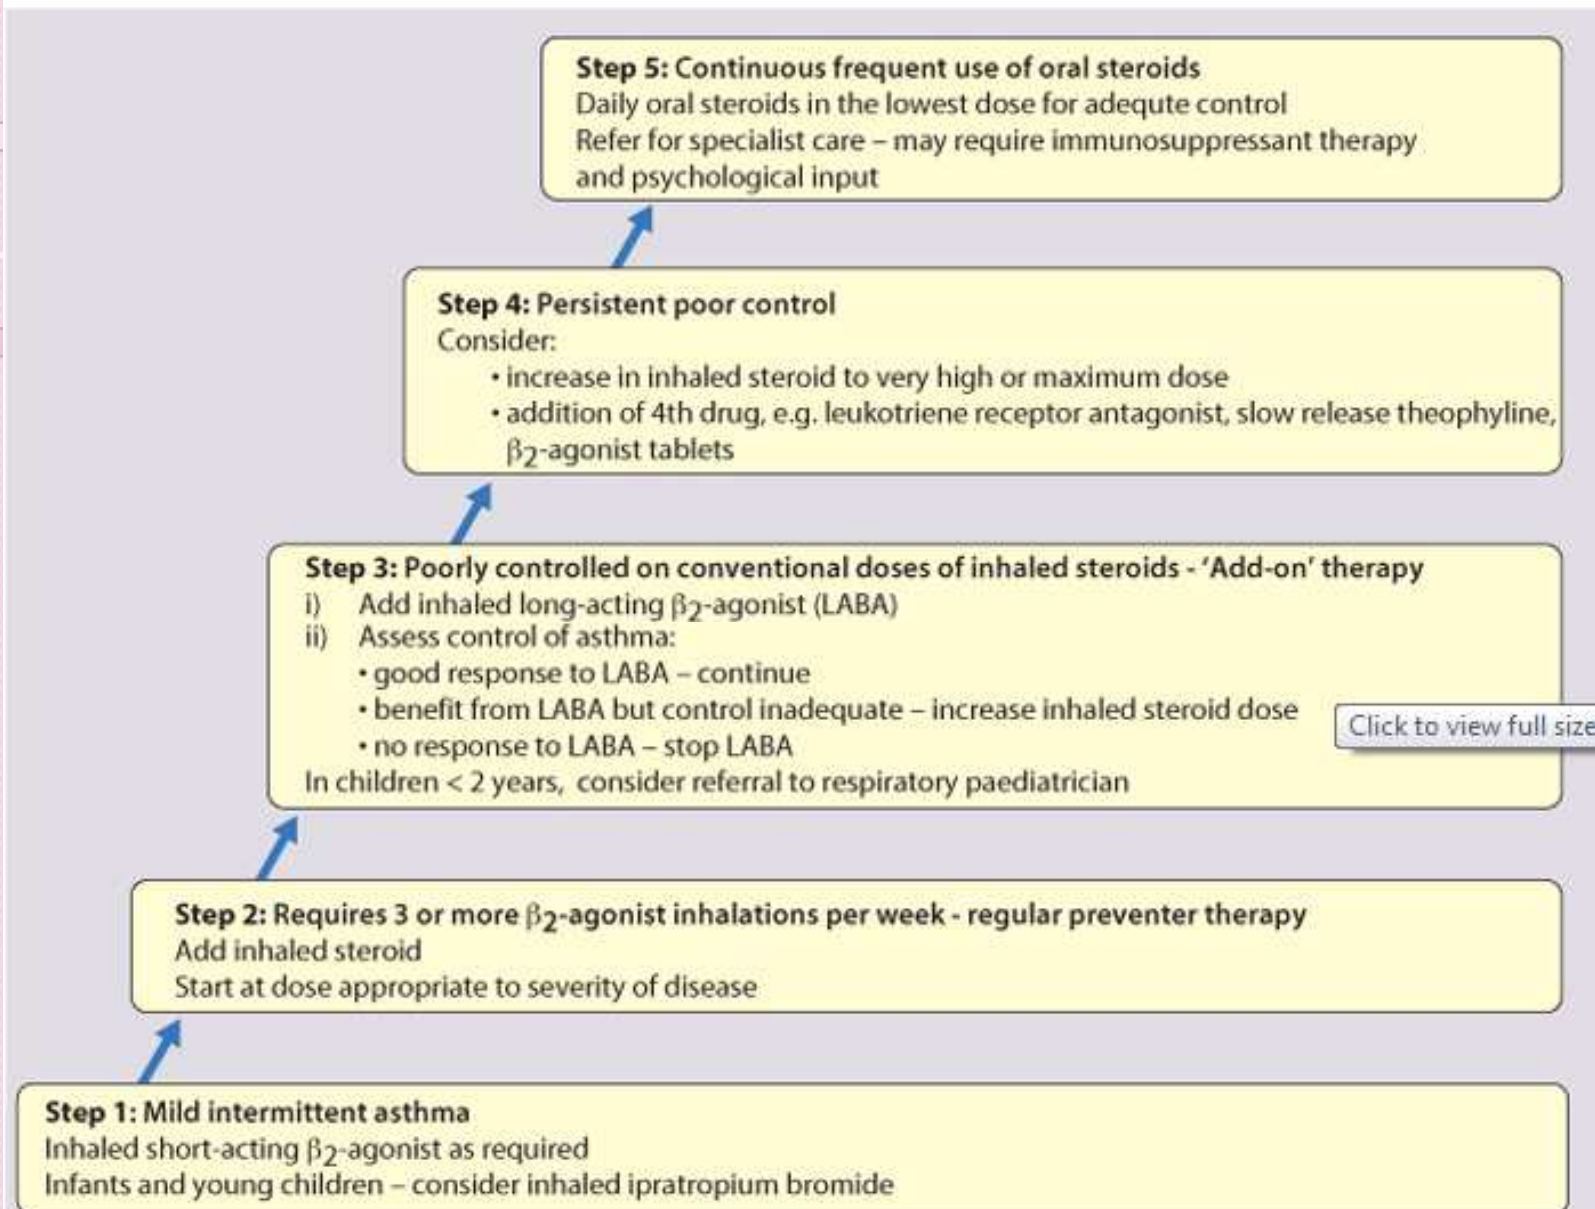 Step 5: Continuous frequent use of oral steroids
Daily oral steroids in the lowest dose for adequte control
Refer for specialist care – may require immunosuppressant therapy
and psychological input
Step 4: Persistent poor control
Consider:
• increase in inhaled steroid to very high or maximum dose
• addition of 4th drug, e.g. leukotriene receptor antagonist, slow release theophyline,
β2-agonist tablets
Step 3: Poorly controlled on conventional doses of inhaled steroids - ‘Add-on’ therapy
i) Add inhaled long-acting β2-agonist (LABA)
ii) Assess control of asthma:
• good response to LABA – continue
• benefit from LABA but control inadequate – increase inhaled steroid dose
• no response to LABA – stop LABA
Click to view full size
In children < 2 years, consider referral to respiratory paediatrician
Step 2: Requires 3 or more β2-agonist inhalations per week - regular preventer therapy
Add inhaled steroid
Start at dose appropriate to severity of disease
Step 1: Mild intermittent asthma
Inhaled short-acting β2-agonist as required
Infants and young children – consider inhaled ipratropium bromide